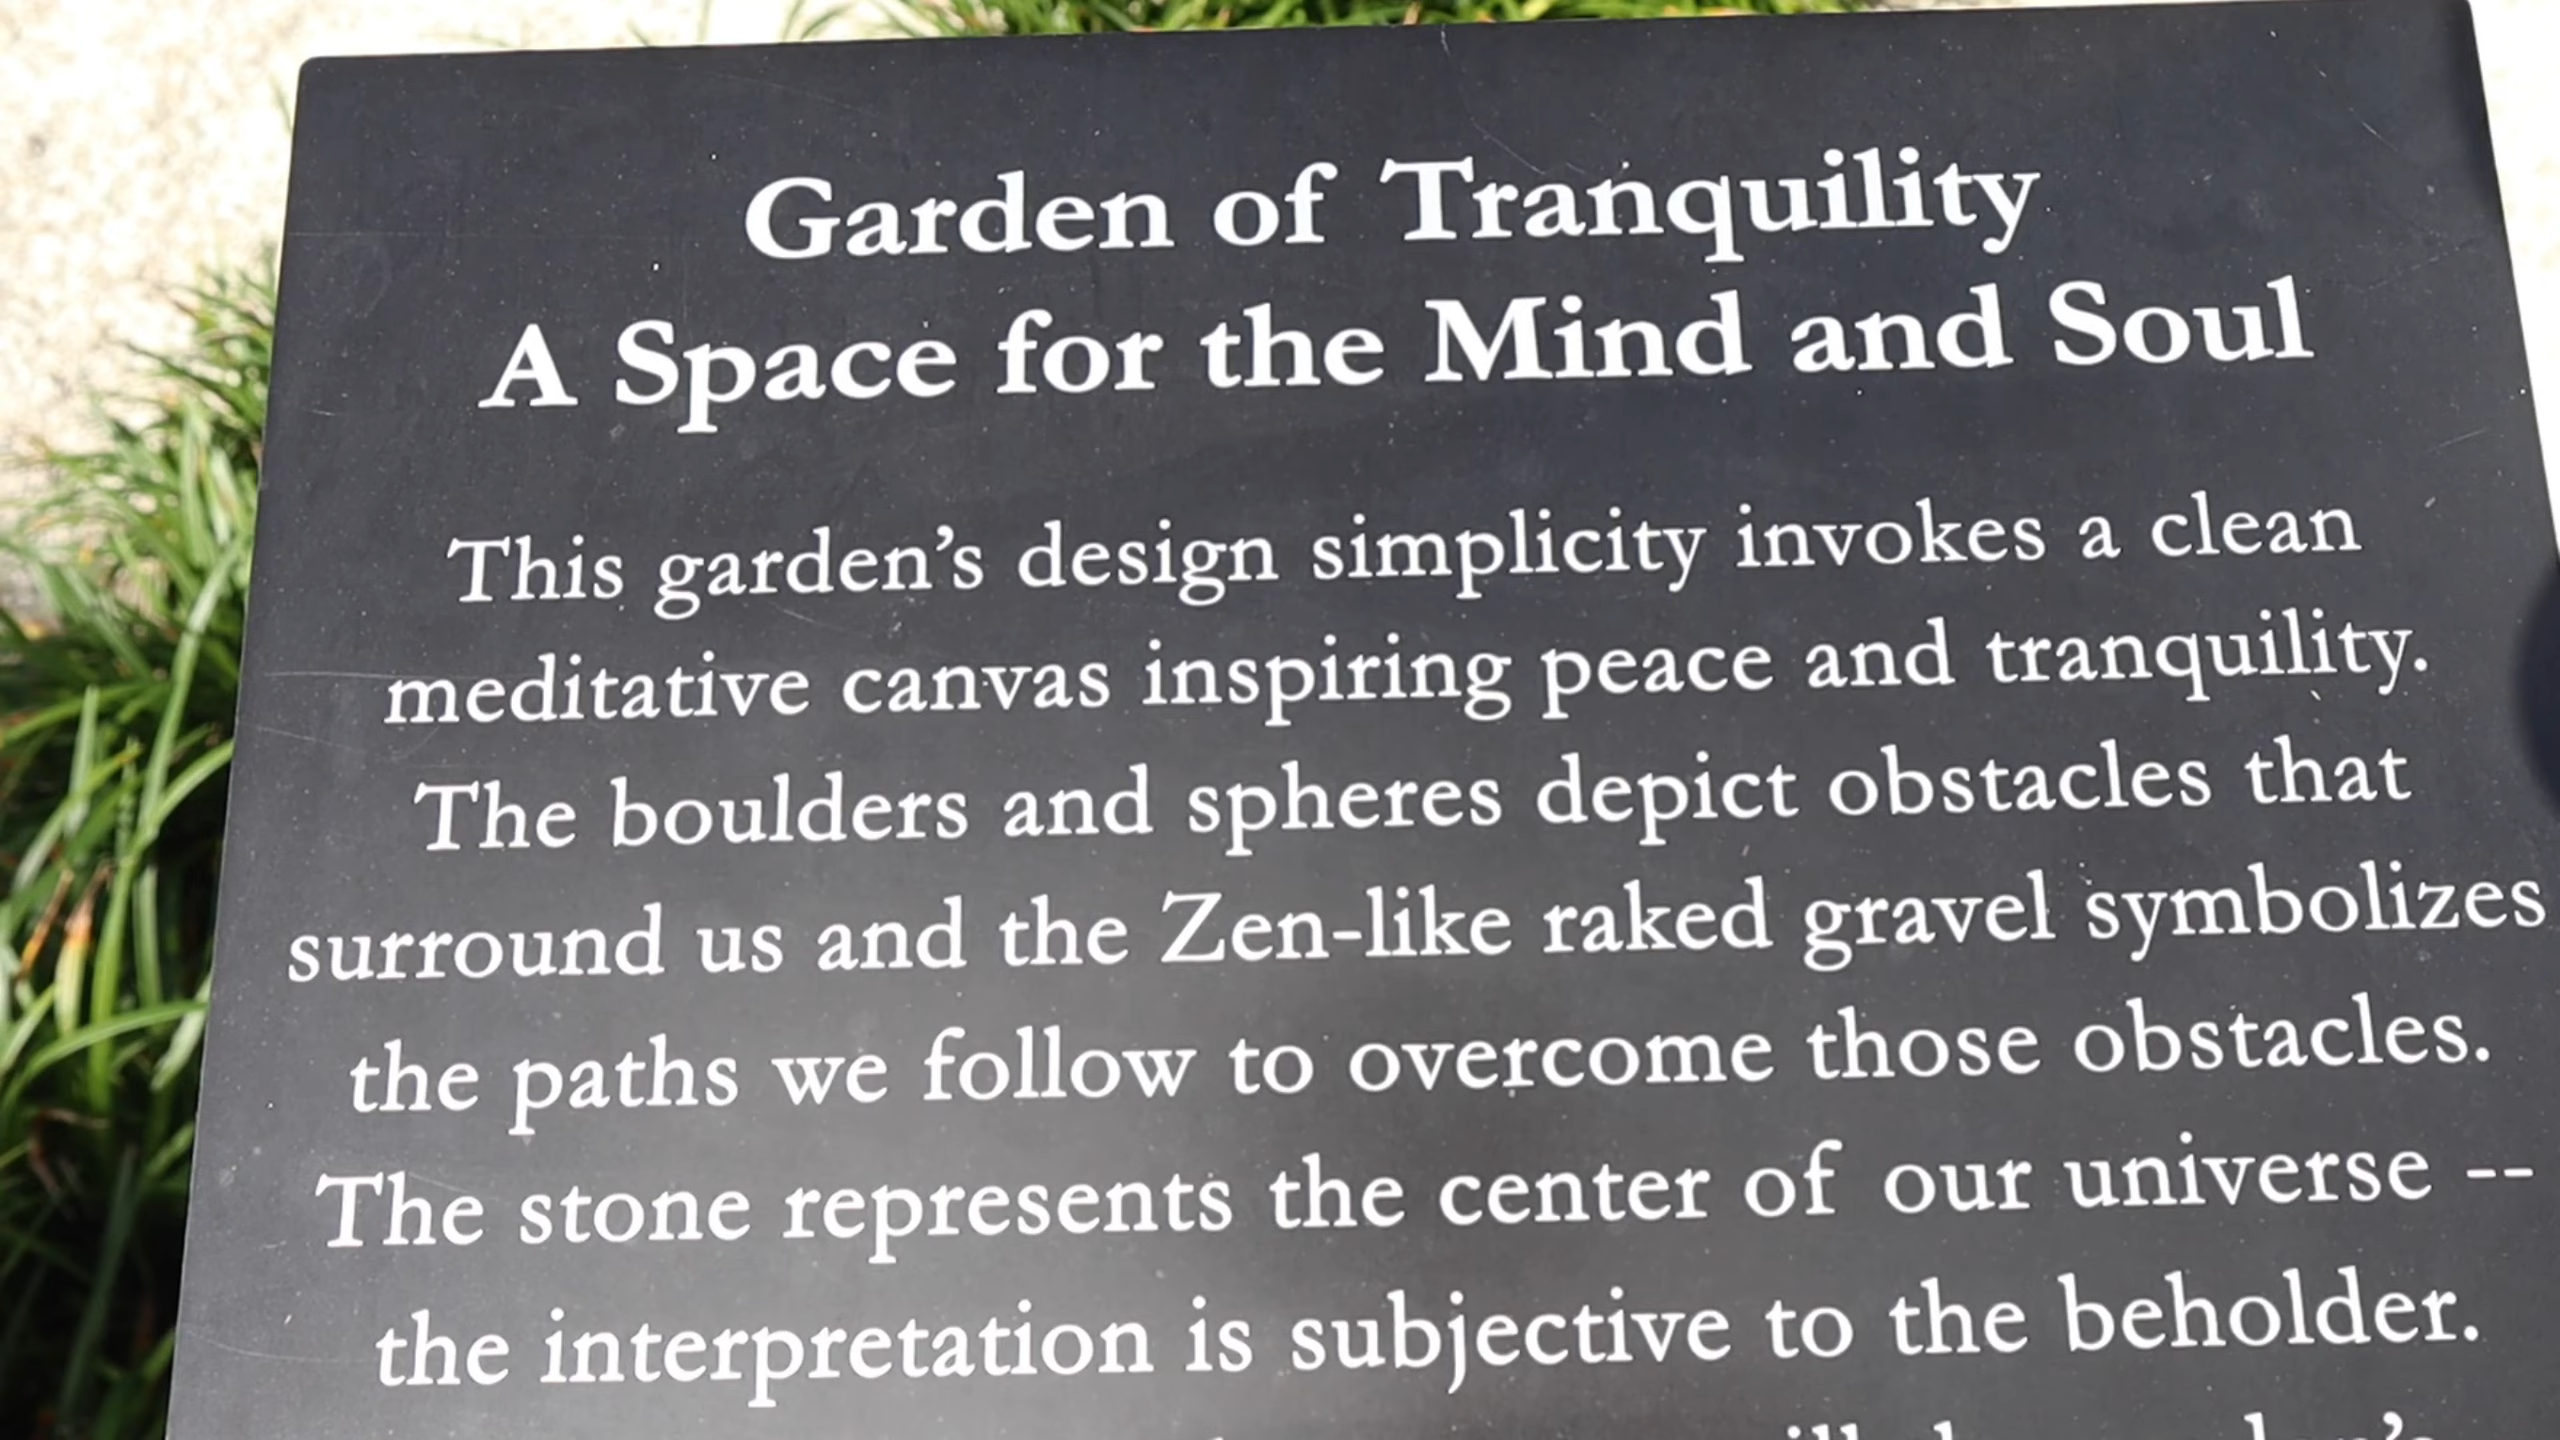 Garden of Tranquility
A Space for the Mind and Soul
This garden’s design simplicity invokes a clean
meditative canvas inspiring peace and tranquility.
The boulders and spheres depict obstacles that
surround us and the Zen-like raked gravel symbolizes
the paths we follow to overcome those obstacles.
The stone represents the center of our universe --
the interpretation is subjective to the beholder.